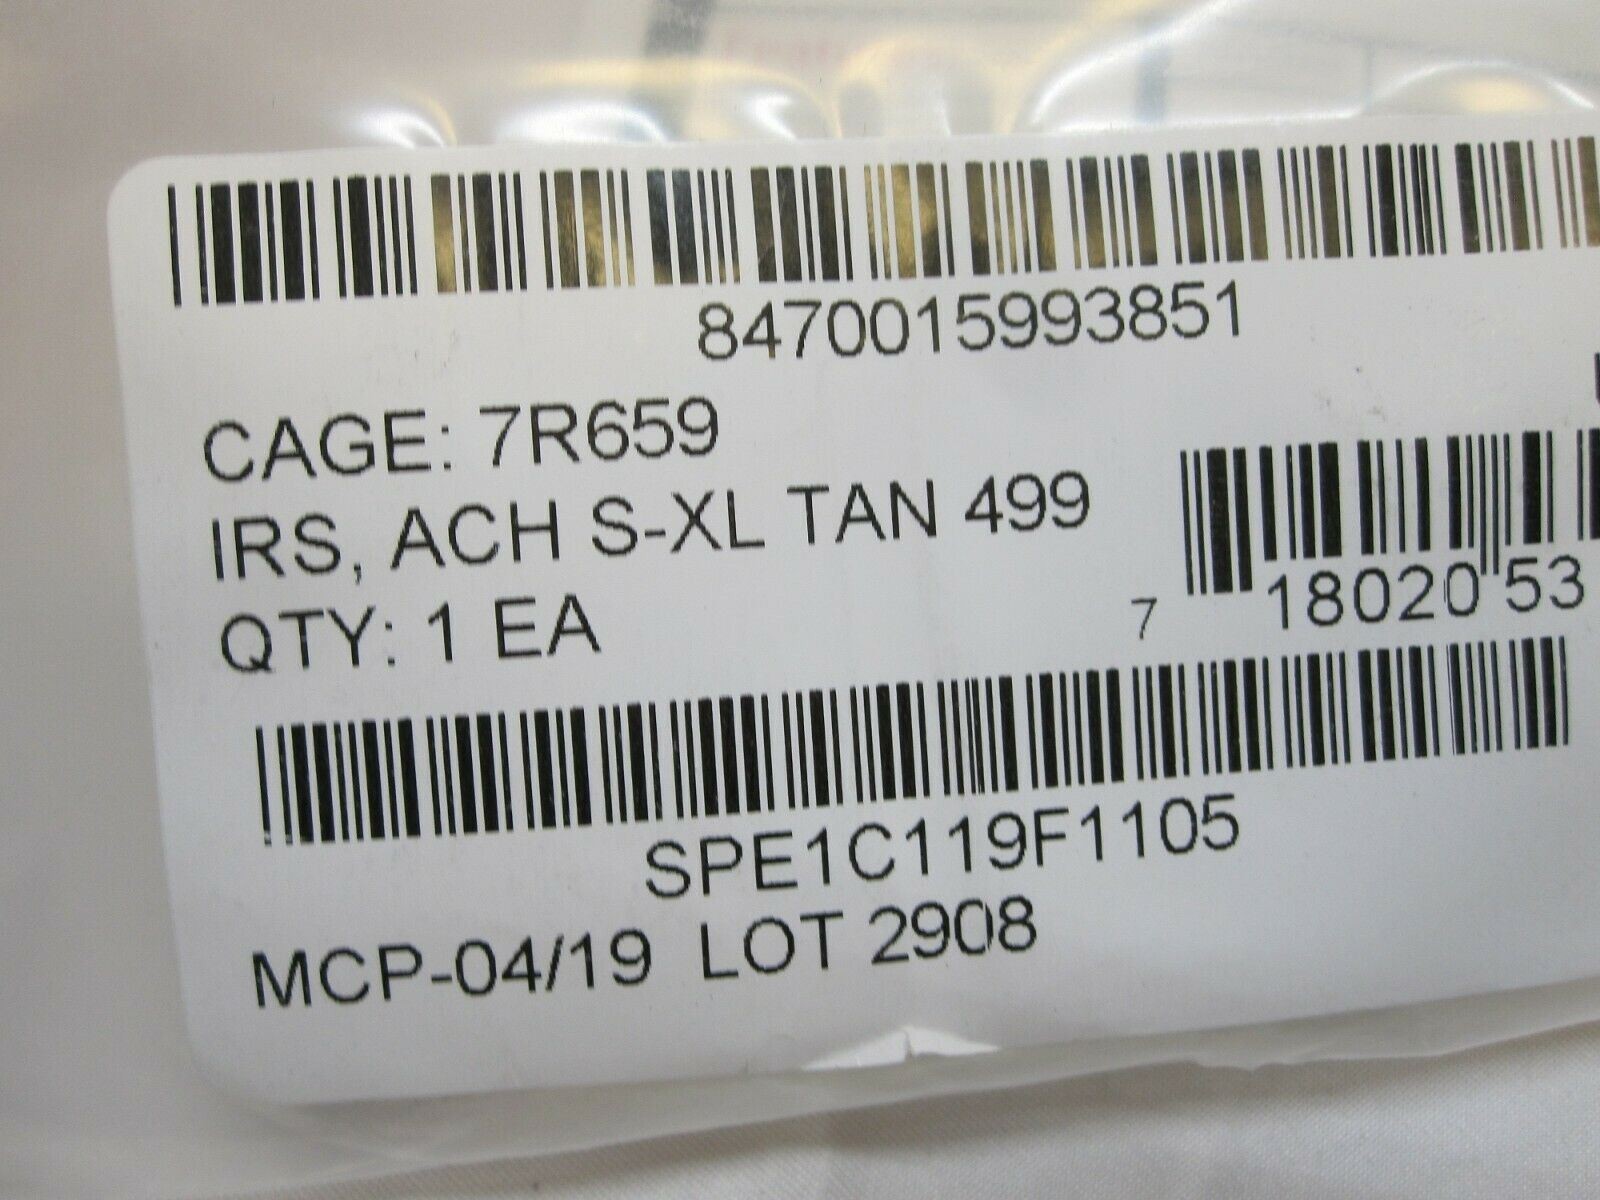 8470015993851
CAGE: 7R659
IRS, ACH S-XL TAN 499
QTY: 1 EA
7 18020 53
SPE1C119F1105
MCP-04/19 LOT 2908